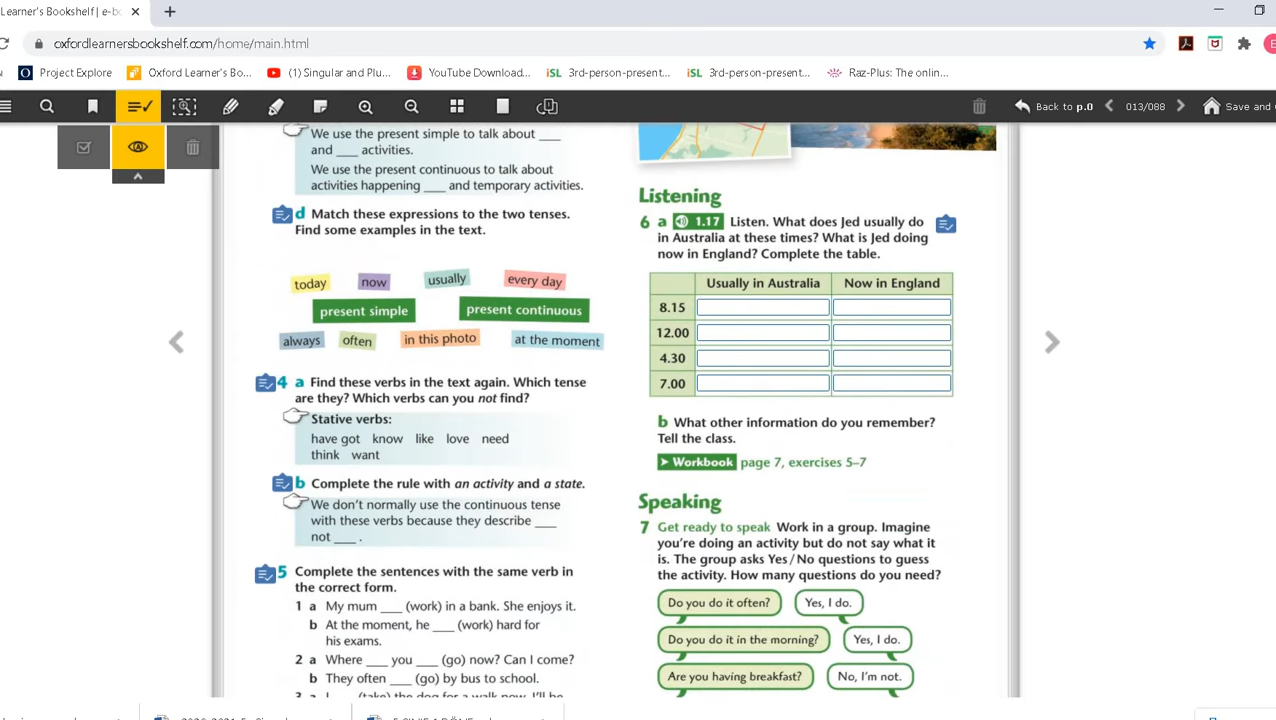 Learner's Bookshelf | e-b
oxfordlearnersbookshelf.com/home/main.html
Project Explore
Oxford Learner's Bo...
(1) Singular and Plu...
YouTube Download...
iSL 3rd-person-present...
iSL 3rd-person-present...
Raz-Plus: The onlin...
Back to p.0
013/088
Save and
We use the present simple to talk about ___
and ___ activities.
We use the present continuous to talk about
activities happening ___ and temporary activities.
d Match these expressions to the two tenses.
Find some examples in the text.
today now usually every day
present simple present continuous
always often in this photo at the moment
4 a Find these verbs in the text again. Which tense
are they? Which verbs can you not find?
Stative verbs:
have got know like love need
think want
b Complete the rule with an activity and a state.
We don't normally use the continuous tense
with these verbs because they describe ___
not ___ .
5 Complete the sentences with the same verb in
the correct form.
1 a My mum ___ (work) in a bank. She enjoys it.
b At the moment, he ___ (work) hard for
his exams.
2 a Where ___ you ___ (go) now? Can I come?
b They often ___ (go) by bus to school.
3 a I ___ (take) the dog for a walk now. I'll be
Listening
6 a 1.17 Listen. What does Jed usually do
in Australia at these times? What is Jed doing
now in England? Complete the table.
Usually in Australia Now in England
8.15
12.00
4.30
7.00
b What other information do you remember?
Tell the class.
Workbook page 7, exercises 5–7
Speaking
7 Get ready to speak Work in a group. Imagine
you're doing an activity but do not say what it
is. The group asks Yes / No questions to guess
the activity. How many questions do you need?
Do you do it often? Yes, I do.
Do you do it in the morning? Yes, I do.
Are you having breakfast? No, I'm not.